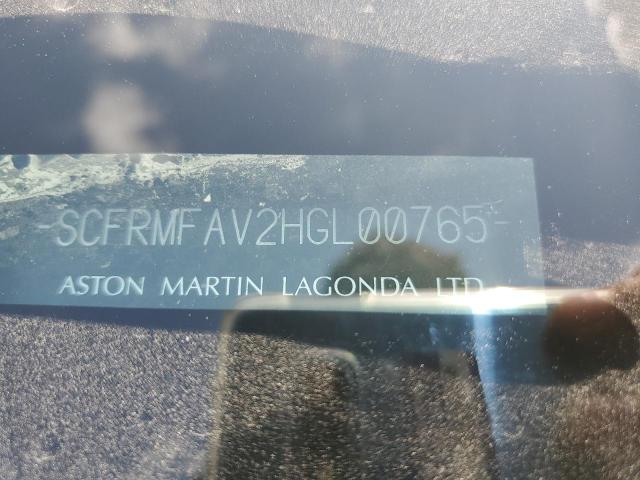 -SCFRMFAV2HGL00765-
ASTON MARTIN LAGONDA LTD